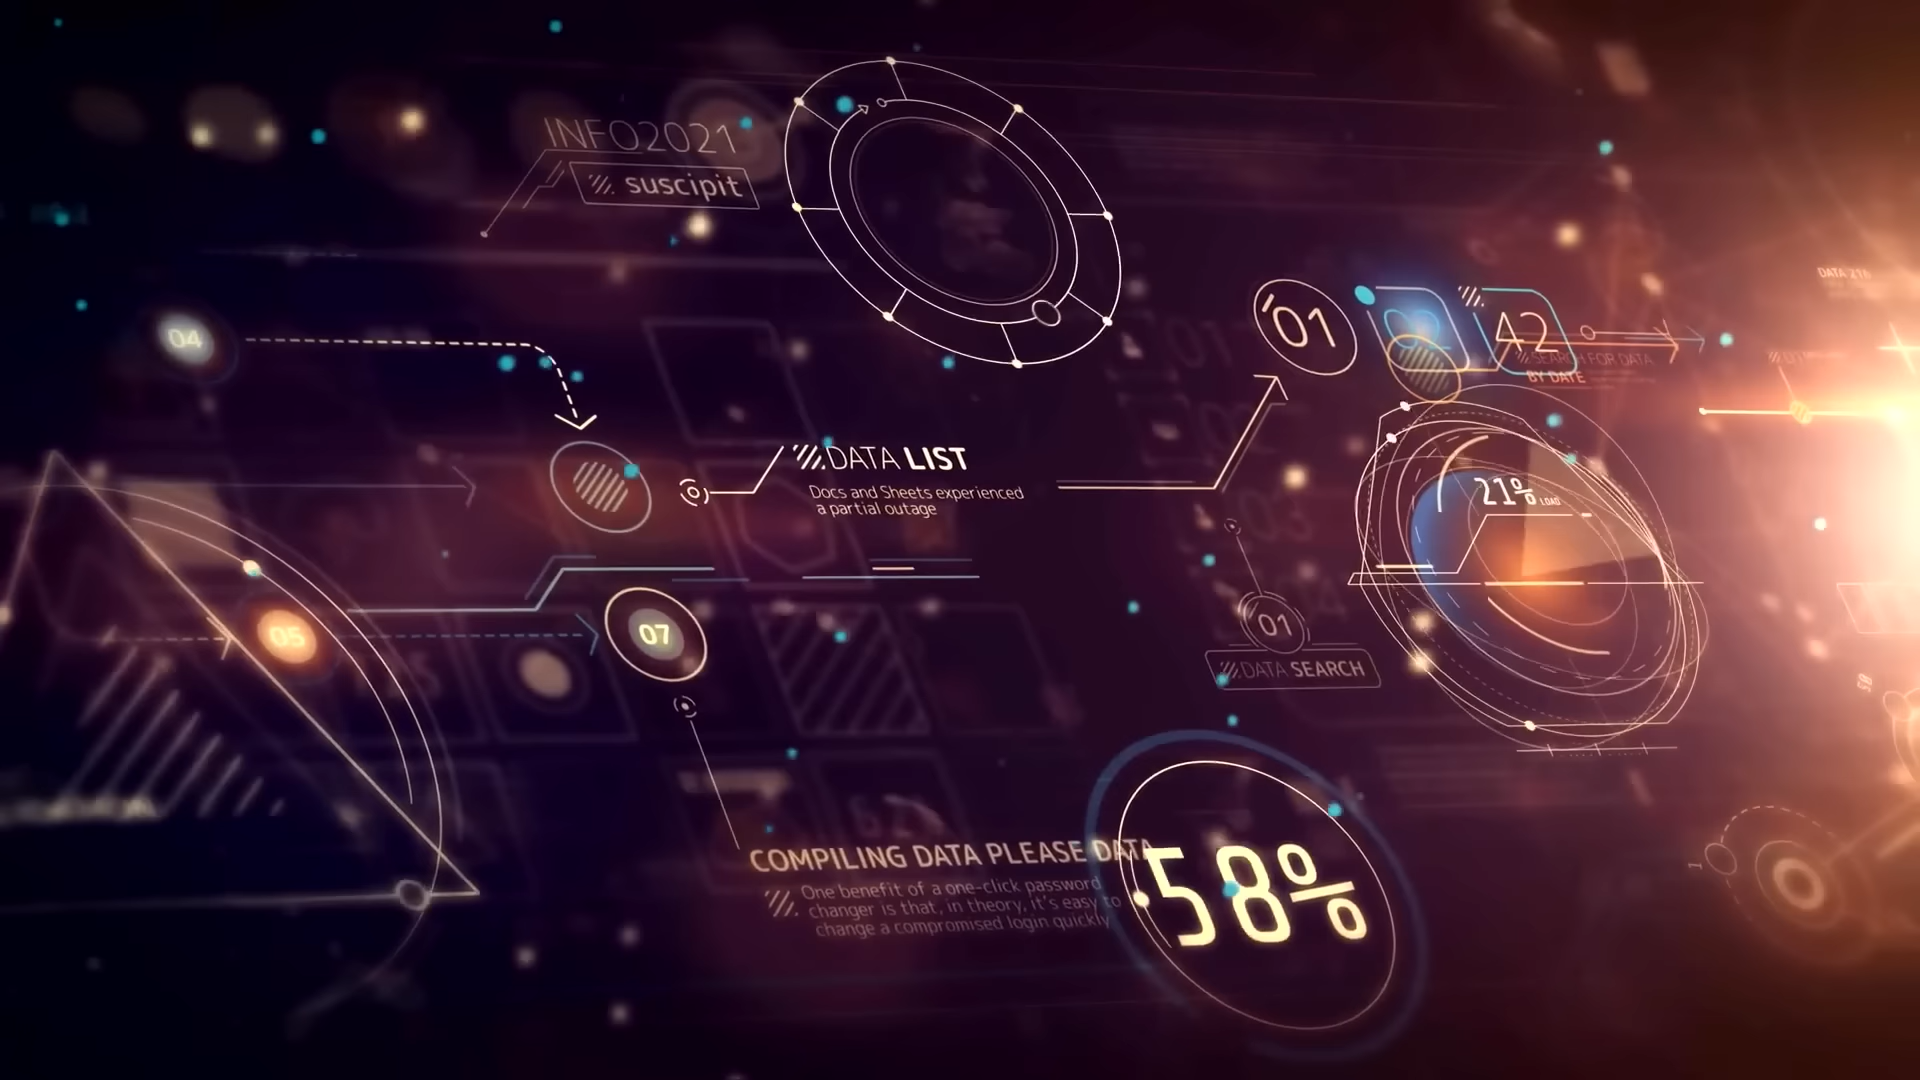 INFO2021
suscipit
04
'01
42
SEARCH FOR DATA
BY DATE
DATA LIST
Docs and Sheets experienced
a partial outage
21% LOAD
05
07
01
DATA SEARCH
COMPILING DATA PLEASE DATA
One benefit of a one-click password
changer is that, in theory, it's easy to
change a compromised login quickly
58%